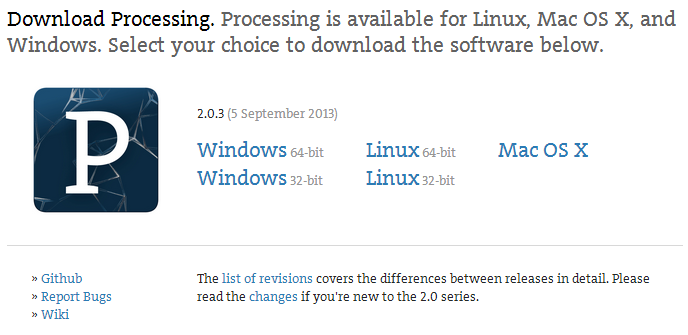 Download Processing. Processing is available for Linux, Mac OS X, and
Windows. Select your choice to download the software below.
P
2.0.3 (5 September 2013)
Windows 64-bit Linux 64-bit Mac OS X
Windows 32-bit Linux 32-bit
» Github
» Report Bugs
» Wiki
The list of revisions covers the differences between releases in detail. Please
read the changes if you're new to the 2.0 series.